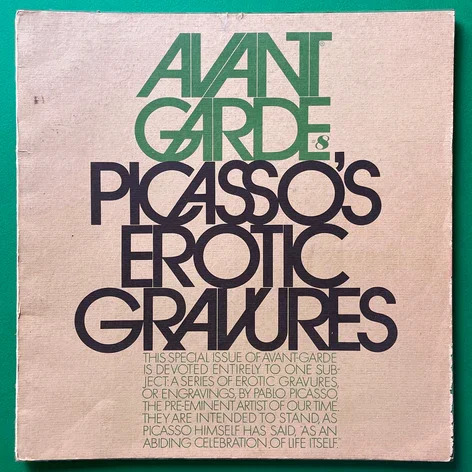 AVANT
GARDE 8
PICASSO'S
EROTIC
GRAVURES
THIS SPECIAL ISSUE OF AVANT-GARDE
IS DEVOTED ENTIRELY TO ONE SUB-
JECT: A SERIES OF EROTIC GRAVURES,
OR ENGRAVINGS, BY PABLO PICASSO,
THE PRE-EMINENT ARTIST OF OUR TIME.
THEY ARE INTENDED TO STAND, AS
PICASSO HIMSELF HAS SAID, "AS AN
ABIDING CELEBRATION OF LIFE ITSELF."